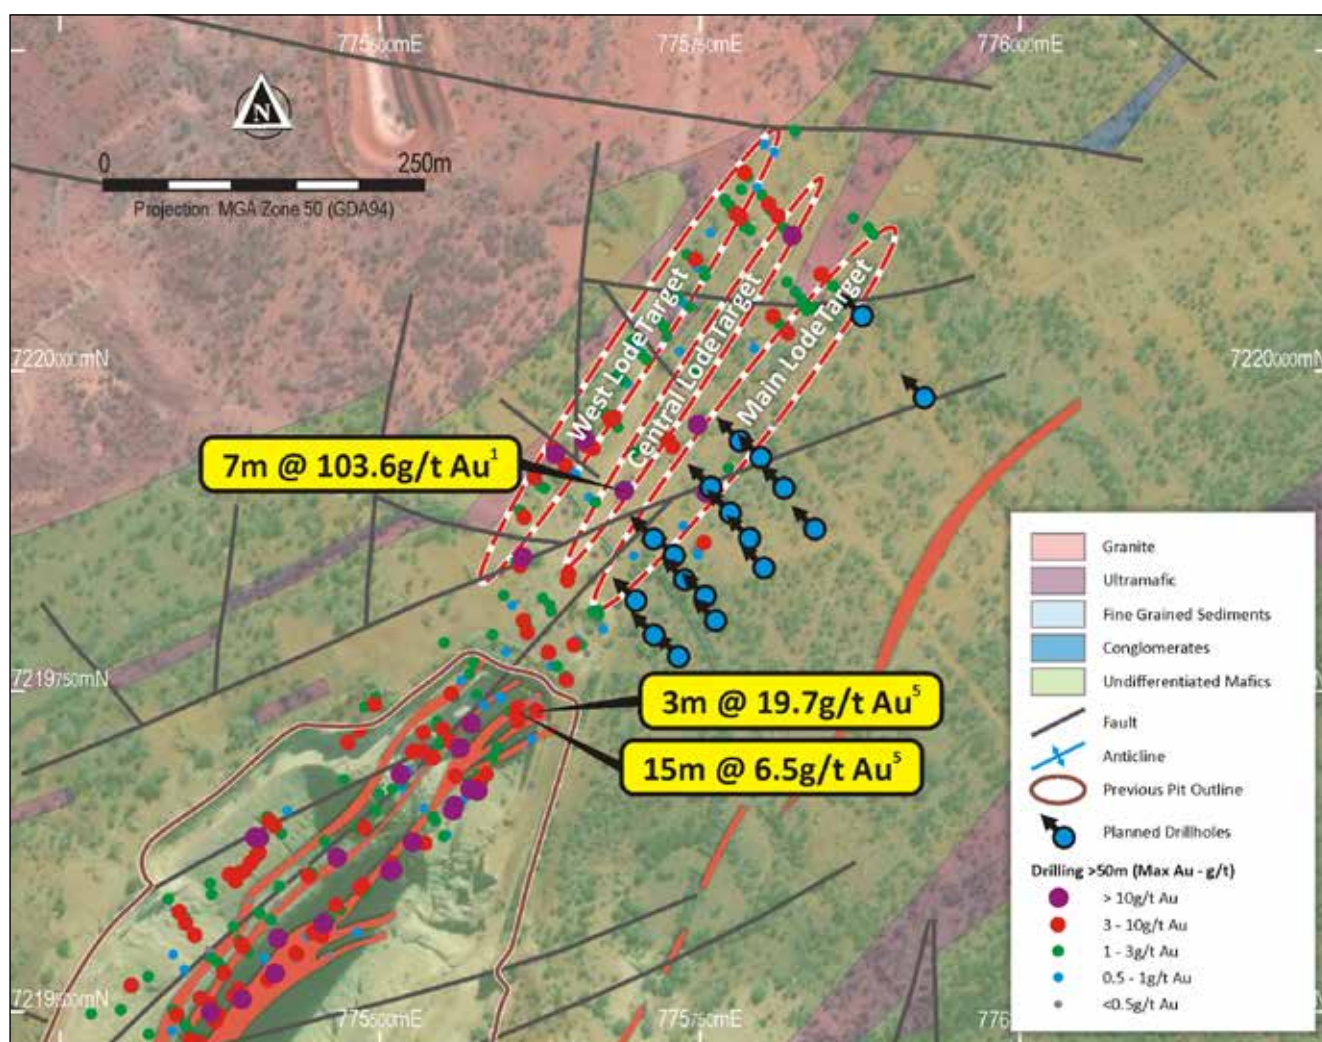 775500mE
775750mE
776000mE
N
0
250m
Projection: MGA Zone 50 (GDA94)
West Lode Target
Central Lode Target
Main Lode Target
7220000mN
7220000mN
7m @ 103.6g/t Au1
7219750mN
3m @ 19.7g/t Au5
15m @ 6.5g/t Au5
7219500mN
775500mE
775750mE
776
Granite
Ultramafic
Fine Grained Sediments
Conglomerates
Undifferentiated Mafics
Fault
Anticline
Previous Pit Outline
Planned Drillholes
Drilling >50m (Max Au - g/t)
> 10g/t Au
3 - 10g/t Au
1 - 3g/t Au
0.5 - 1g/t Au
<0.5g/t Au